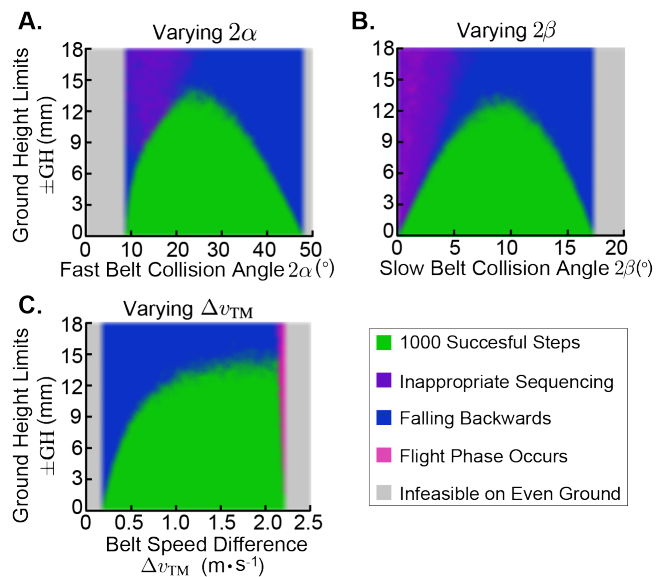 A.
Varying 2α
Ground Height Limits
±GH (mm)
18
15
12
9
6
3
0
0 10 20 30 40 50
Fast Belt Collision Angle 2α (°)
B.
Varying 2β
18
15
12
9
6
3
0
0 5 10 15 20
Slow Belt Collision Angle 2β(°)
C.
Varying Δv_TM
Ground Height Limits
±GH (mm)
18
15
12
9
6
3
0
0 0.5 1.0 1.5 2.0 2.5
Belt Speed Difference
Δv_TM (m·s⁻¹)
1000 Succesful Steps
Inappropriate Sequencing
Falling Backwards
Flight Phase Occurs
Infeasible on Even Ground